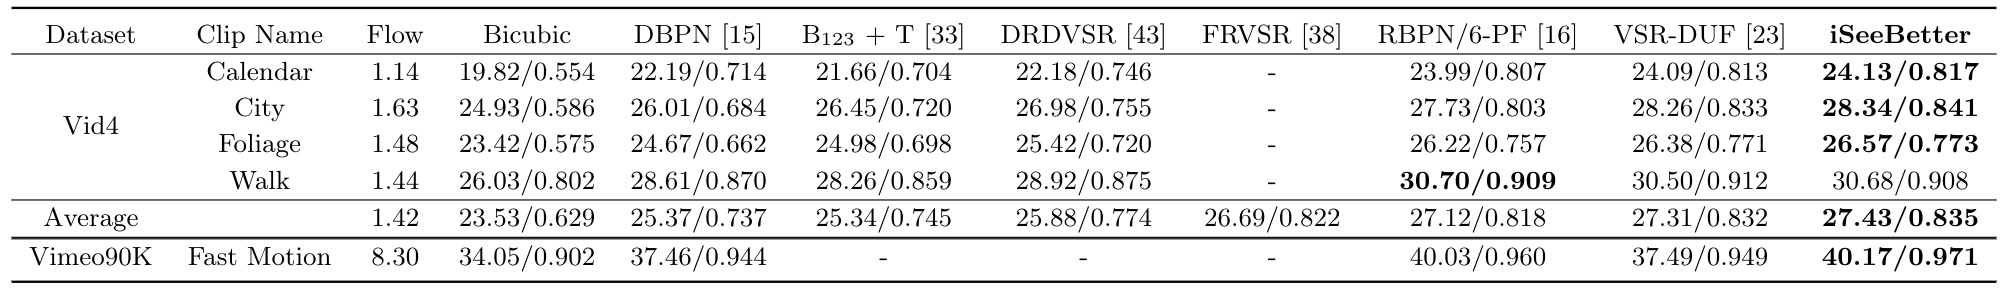 Dataset Clip Name Flow Bicubic DBPN [15] B₁₂₃ + T [33] DRDVSR [43] FRVSR [38] RBPN/6-PF [16] VSR-DUF [23] iSeeBetter
Calendar 1.14 19.82/0.554 22.19/0.714 21.66/0.704 22.18/0.746 - 23.99/0.807 24.09/0.813 24.13/0.817
City 1.63 24.93/0.586 26.01/0.684 26.45/0.720 26.98/0.755 - 27.73/0.803 28.26/0.833 28.34/0.841
Vid4
Foliage 1.48 23.42/0.575 24.67/0.662 24.98/0.698 25.42/0.720 - 26.22/0.757 26.38/0.771 26.57/0.773
Walk 1.44 26.03/0.802 28.61/0.870 28.26/0.859 28.92/0.875 - 30.70/0.909 30.50/0.912 30.68/0.908
Average 1.42 23.53/0.629 25.37/0.737 25.34/0.745 25.88/0.774 26.69/0.822 27.12/0.818 27.31/0.832 27.43/0.835
Vimeo90K Fast Motion 8.30 34.05/0.902 37.46/0.944 - - - 40.03/0.960 37.49/0.949 40.17/0.971